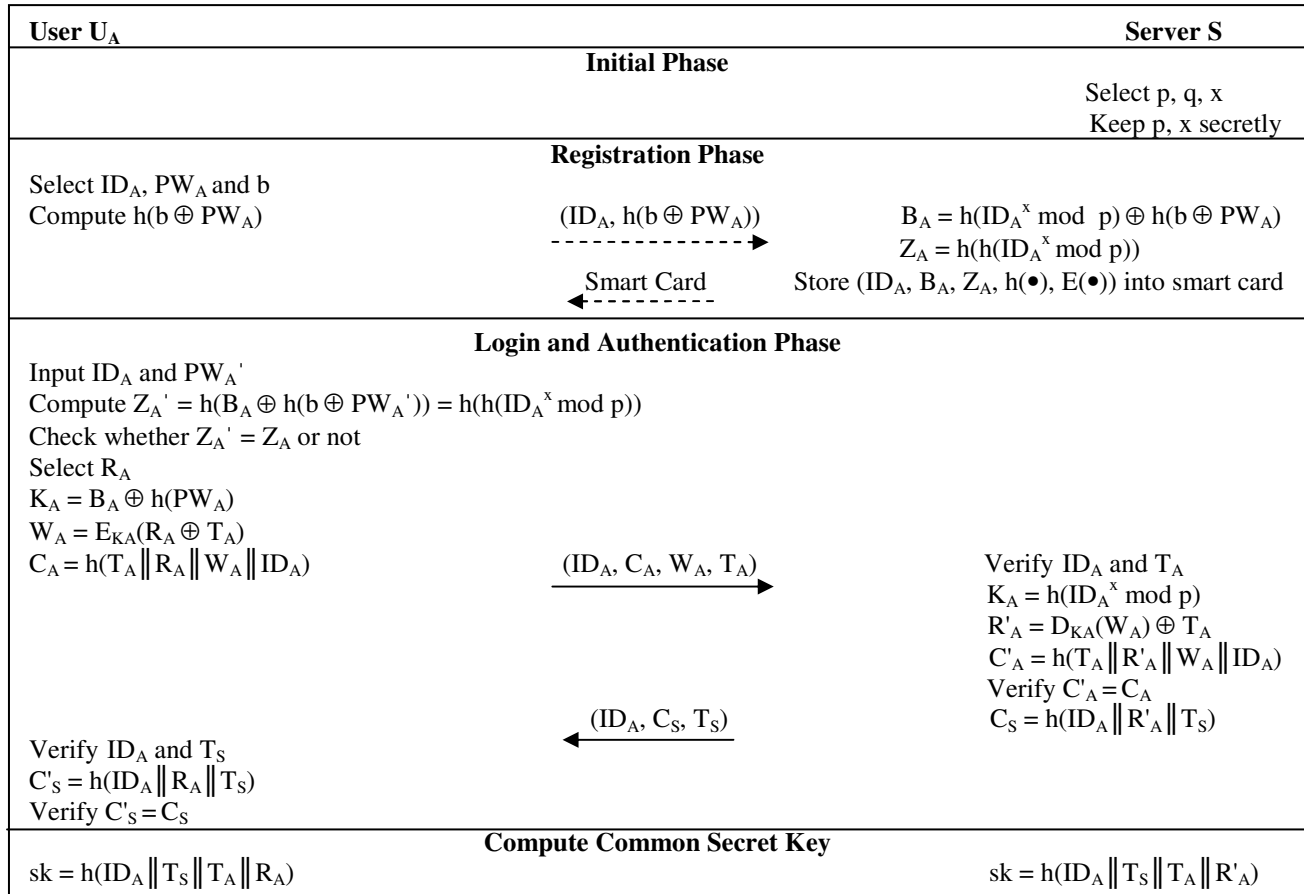 User U_A Server S
Initial Phase
Select p, q, x
Keep p, x secretly
Registration Phase
Select ID_A, PW_A and b
Compute h(b ⊕ PW_A) (ID_A, h(b ⊕ PW_A)) B_A = h(ID_A^x mod p) ⊕ h(b ⊕ PW_A)
Z_A = h(h(ID_A^x mod p))
Smart Card Store (ID_A, B_A, Z_A, h(•), E(•)) into smart card
Login and Authentication Phase
Input ID_A and PW_A'
Compute Z_A' = h(B_A ⊕ h(b ⊕ PW_A')) = h(h(ID_A^x mod p))
Check whether Z_A' = Z_A or not
Select R_A
K_A = B_A ⊕ h(PW_A)
W_A = E_KA(R_A ⊕ T_A)
C_A = h(T_A‖R_A‖W_A‖ID_A) (ID_A, C_A, W_A, T_A) Verify ID_A and T_A
K_A = h(ID_A^x mod p)
R'_A = D_KA(W_A) ⊕ T_A
C'_A = h(T_A‖R'_A‖W_A‖ID_A)
Verify C'_A = C_A
(ID_A, C_S, T_S) C_S = h(ID_A‖R'_A‖T_S)
Verify ID_A and T_S
C'_S = h(ID_A‖R_A‖T_S)
Verify C'_S = C_S
Compute Common Secret Key
sk = h(ID_A‖T_S‖T_A‖R_A) sk = h(ID_A‖T_S‖T_A‖R'_A)